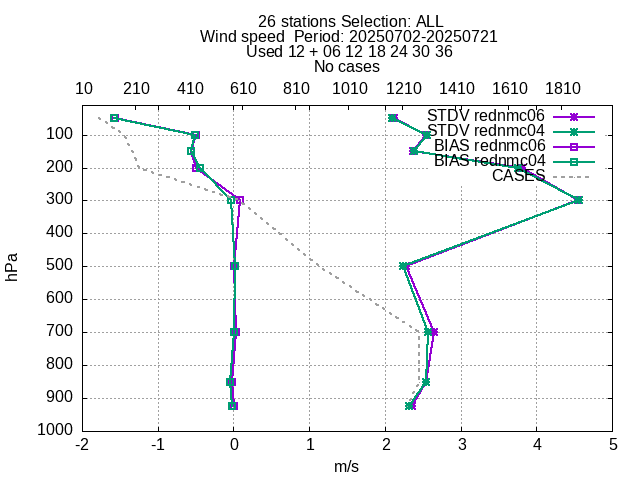 26 stations Selection: ALL
Wind speed  Period: 20250702-20250721
Used 12 + 06 12 18 24 30 36
No cases
10 210 410 610 810 1010 1210 1410 1610 1810
STDV rednmc06
STDV rednmc04
BIAS rednmc06
BIAS rednmc04
CASES
100
200
300
400
500
600
700
800
900
1000
hPa
-2 -1 0 1 2 3 4 5
m/s